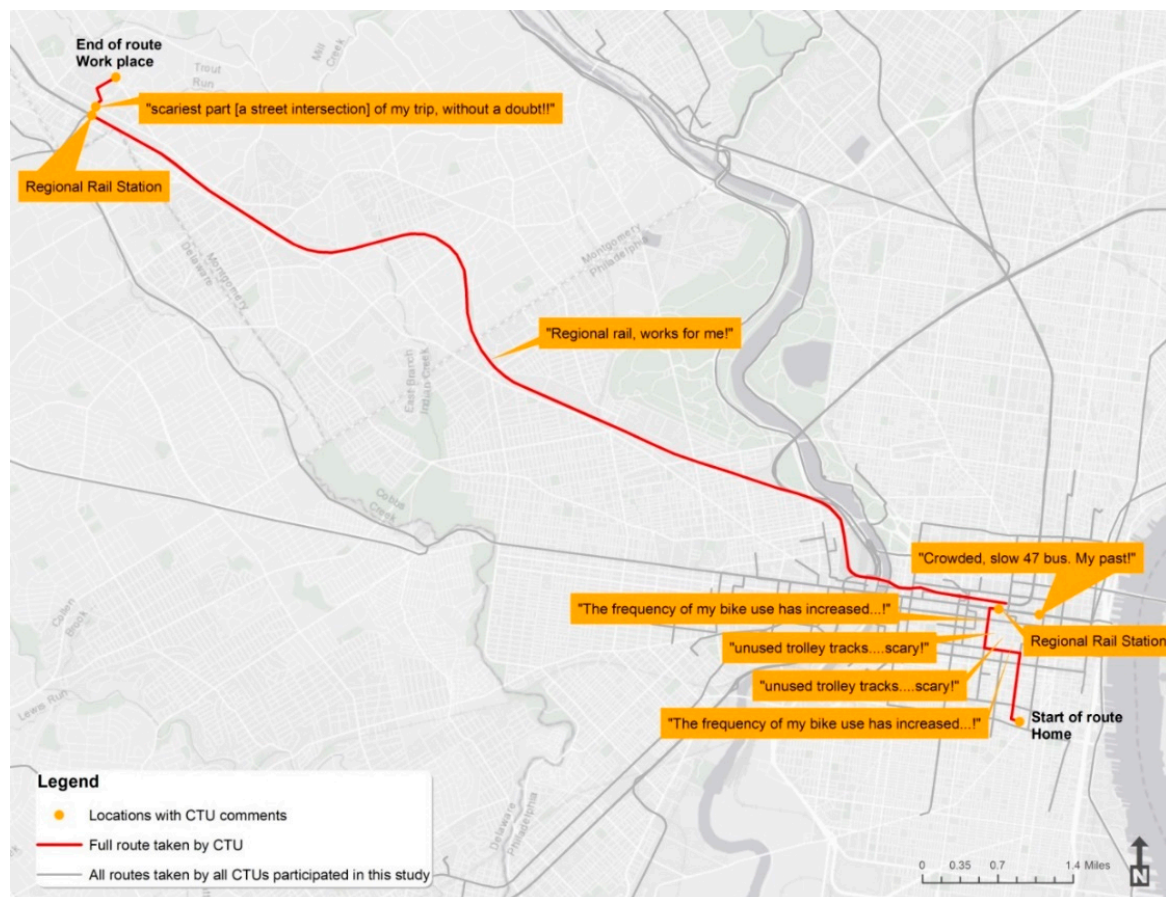 End of route
Work place
Trout
Run
Mill
Creek
"scariest part [a street intersection] of my trip, without a doubt!!"
Regional Rail Station
Montgomery
Delaware
Montgomery
Philadelphia
"Regional rail, works for me!"
East Branch
Indian Creek
Cobbs
Creek
"Crowded, slow 47 bus. My past!"
"The frequency of my bike use has increased...!"
Regional Rail Station
"unused trolley tracks....scary!"
"unused trolley tracks....scary!"
"The frequency of my bike use has increased...!"
Start of route
Home
Callen
Brook
Lewis Run
Delaware
Philadelphia
Legend
Locations with CTU comments
Full route taken by CTU
All routes taken by all CTUs participated in this study
0 0.35 0.7 1.4 Miles
N